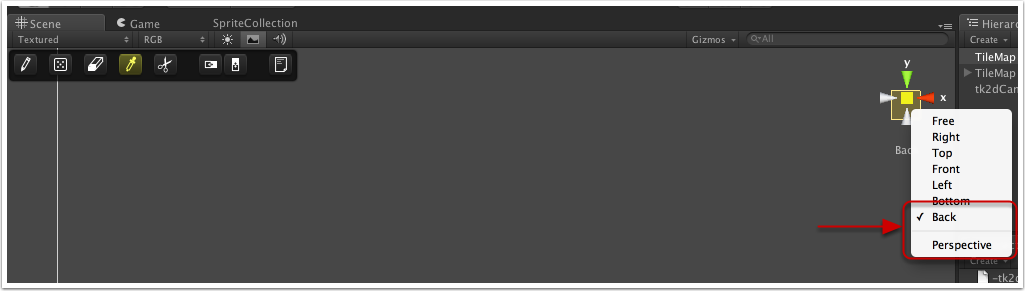 Scene
Game
SpriteCollection
Hierarc
Textured
RGB
Gizmos
All
Create
TileMap
TileMap
tk2dCam
y
x
Back
Free
Right
Top
Front
Left
Bottom
Back
Perspective
Create
-tk2d